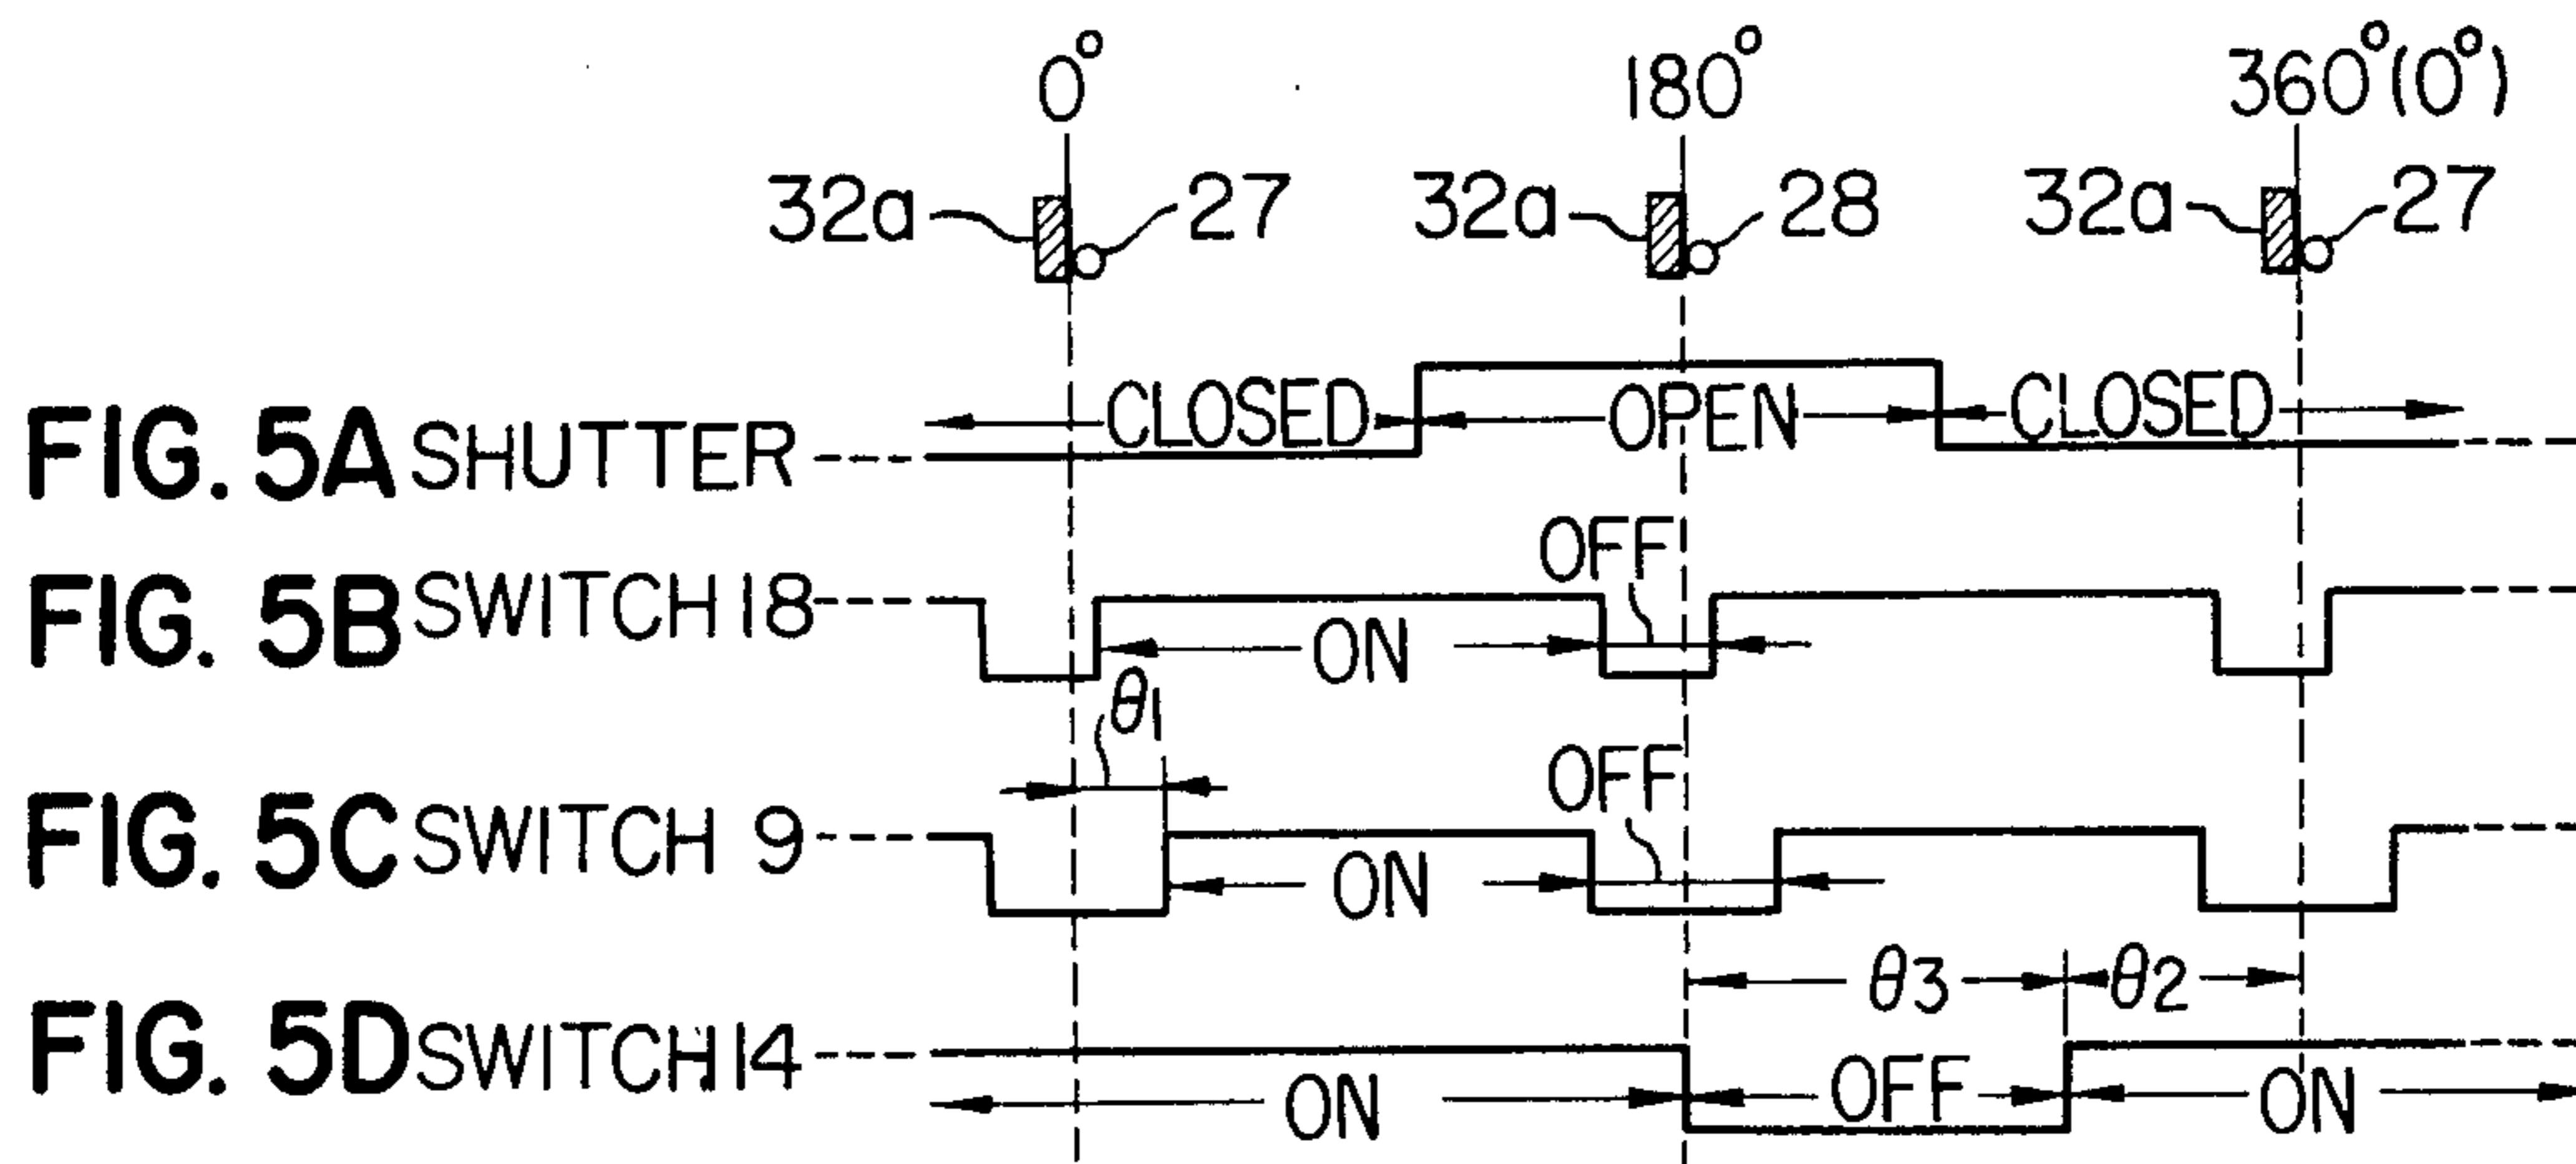 0° 180° 360°(0°)
32a 27 32a 28 32a 27
FIG. 5A SHUTTER CLOSED OPEN CLOSED
OFF
FIG. 5B SWITCH 18 ON
θ1
OFF
FIG. 5C SWITCH 9 ON
θ3 θ2
FIG. 5D SWITCH 14 ON OFF ON